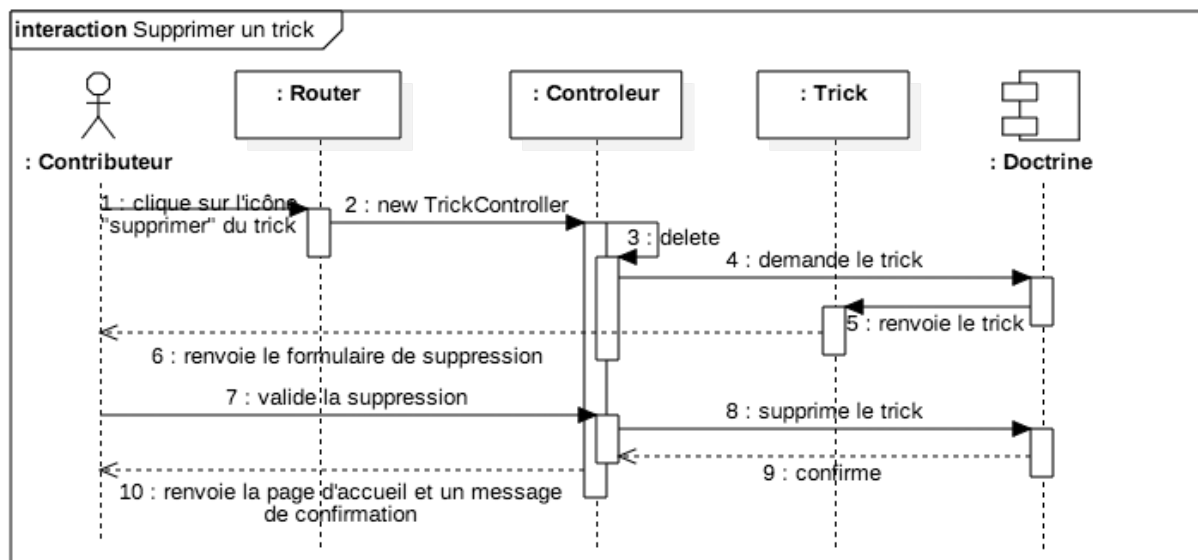 interaction Supprimer un trick
: Router
: Controleur
: Trick
: Contributeur
: Doctrine
1 : clique sur l'icône
"supprimer" du trick
2 : new TrickController
3 : delete
4 : demande le trick
5 : renvoie le trick
6 : renvoie le formulaire de suppression
7 : valide la suppression
8 : supprime le trick
9 : confirme
10 : renvoie la page d'accueil et un message
de confirmation